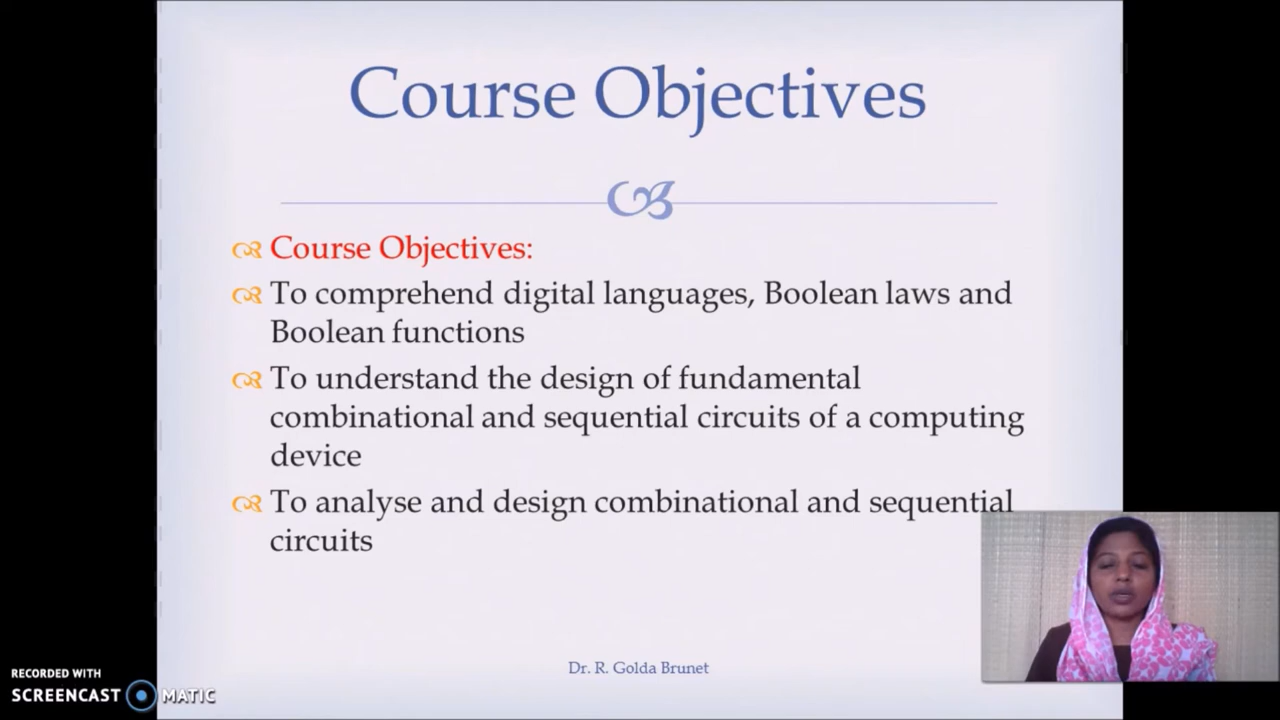 Course Objectives
Course Objectives:
To comprehend digital languages, Boolean laws and
Boolean functions
To understand the design of fundamental
combinational and sequential circuits of a computing
device
To analyse and design combinational and sequential
circuits
Dr. R. Golda Brunet
RECORDED WITH
SCREENCAST MATIC